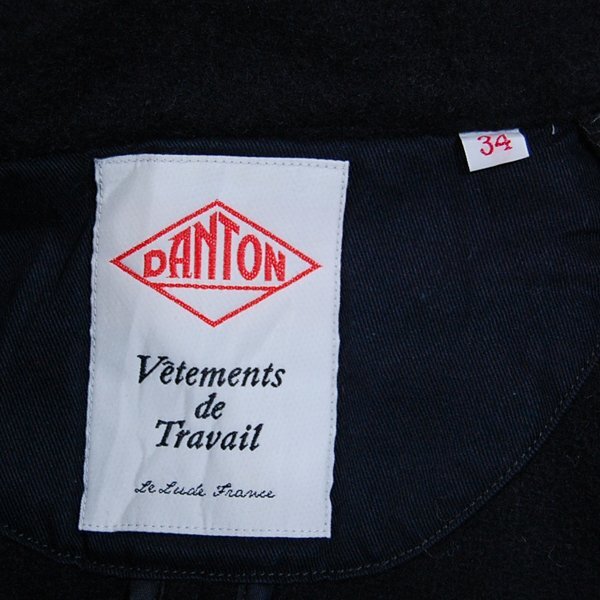 34
DANTON
Vêtements
de
Travail
Le Lude France